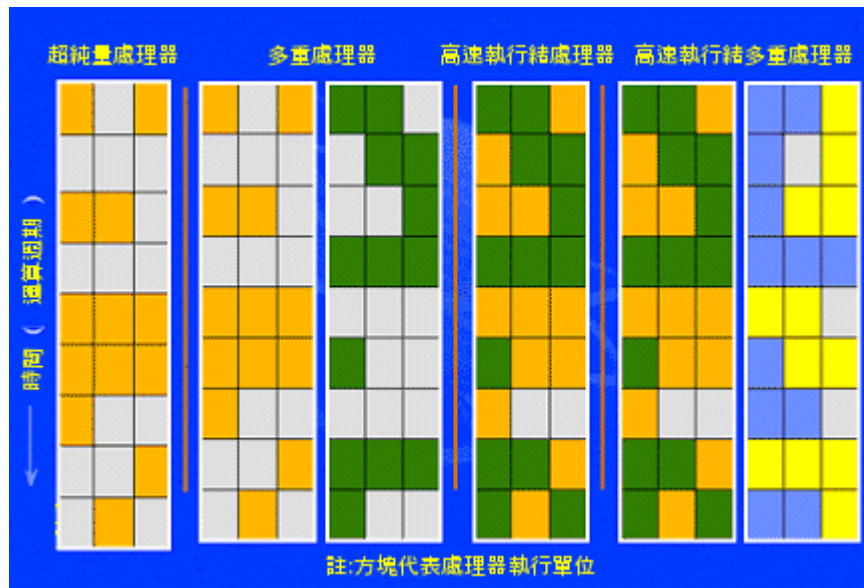 超純量處理器
多重處理器
高速執行緒處理器
高速執行緒多重處理器
時間(運算週期)
註:方塊代表處理器執行單位